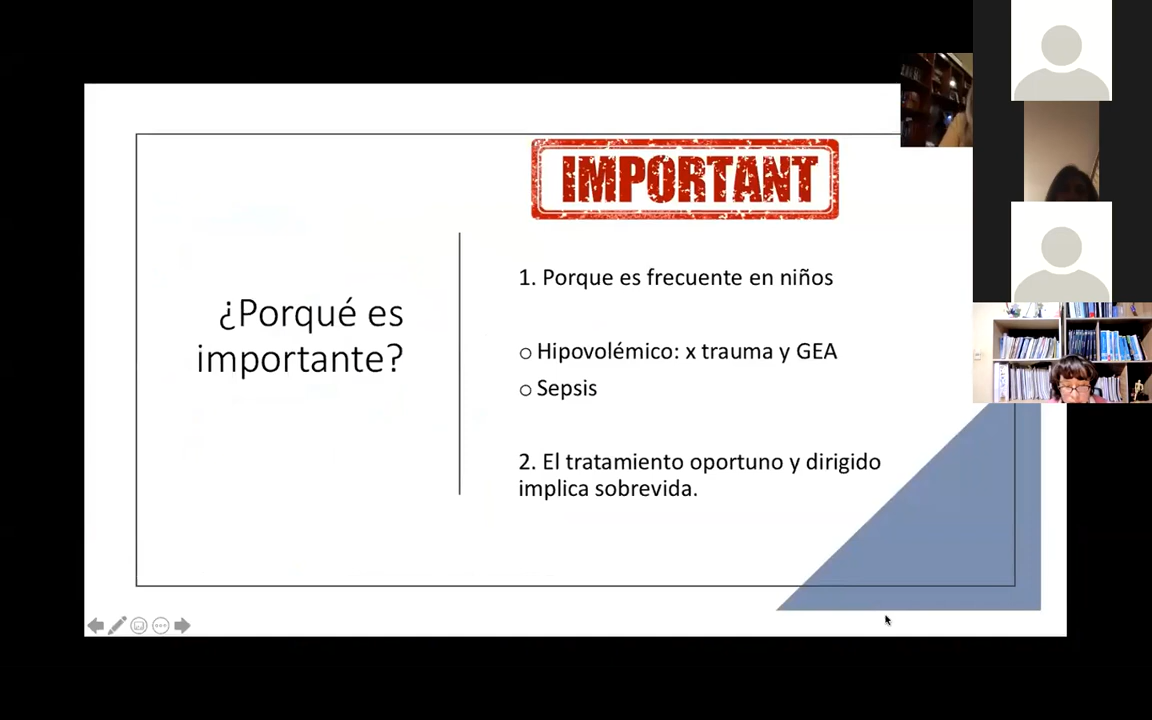 IMPORTANT
¿Porqué es
importante?
1. Porque es frecuente en niños
o Hipovolémico: x trauma y GEA
o Sepsis
2. El tratamiento oportuno y dirigido
implica sobrevida.